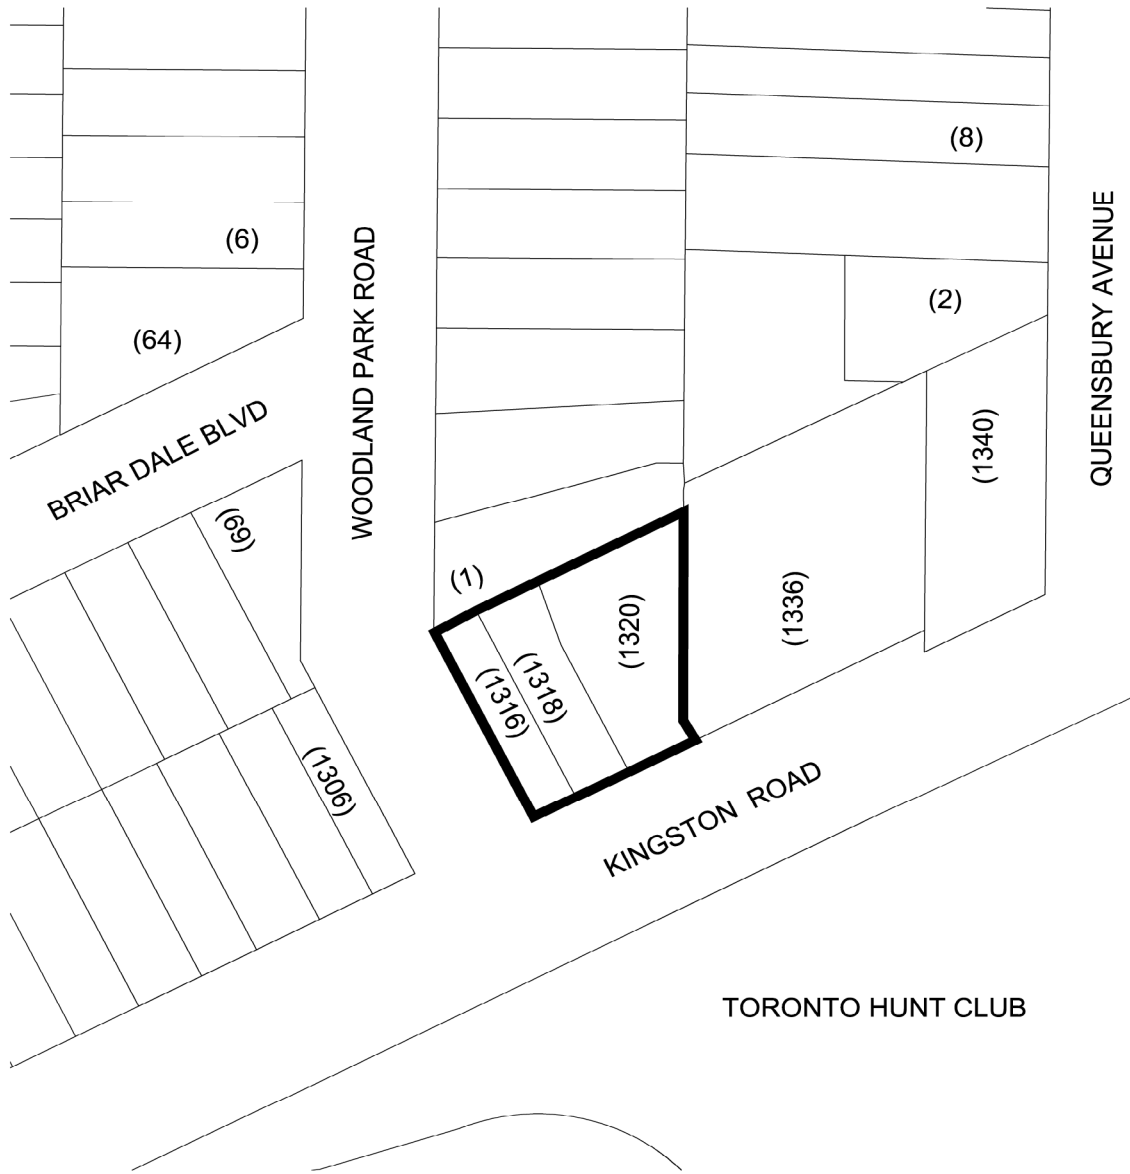 (8)
QUEENSBURY AVENUE
(6)
WOODLAND PARK ROAD
(2)
(64)
BRIAR DALE BLVD
(1340)
(69)
(1)
(1336)
(1320)
(1318)
(1316)
(1306)
KINGSTON ROAD
TORONTO HUNT CLUB